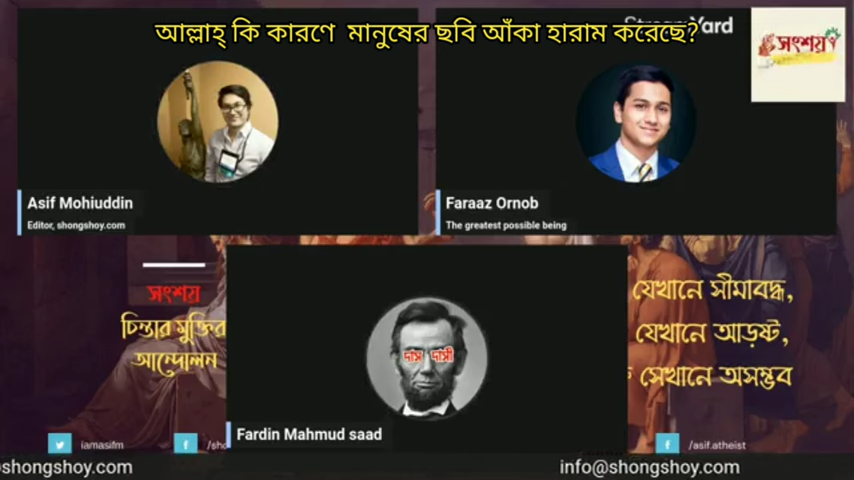 আল্লাহ্ কি কারণে মানুষের ছবি আঁকা হারাম করেছে?
সংশয়
Asif Mohiuddin
Editor, shongshoy.com
Faraaz Ornob
The greatest possible being
সংশয়
চিন্তার মুক্তির
আন্দোলন
যেখানে সীমাবদ্ধ,
যেখানে আড়ষ্ট,
সেখানে অসম্ভব
দাস দাসী
Fardin Mahmud saad
iamasifm
/asif.atheist
shongshoy.com
info@shongshoy.com